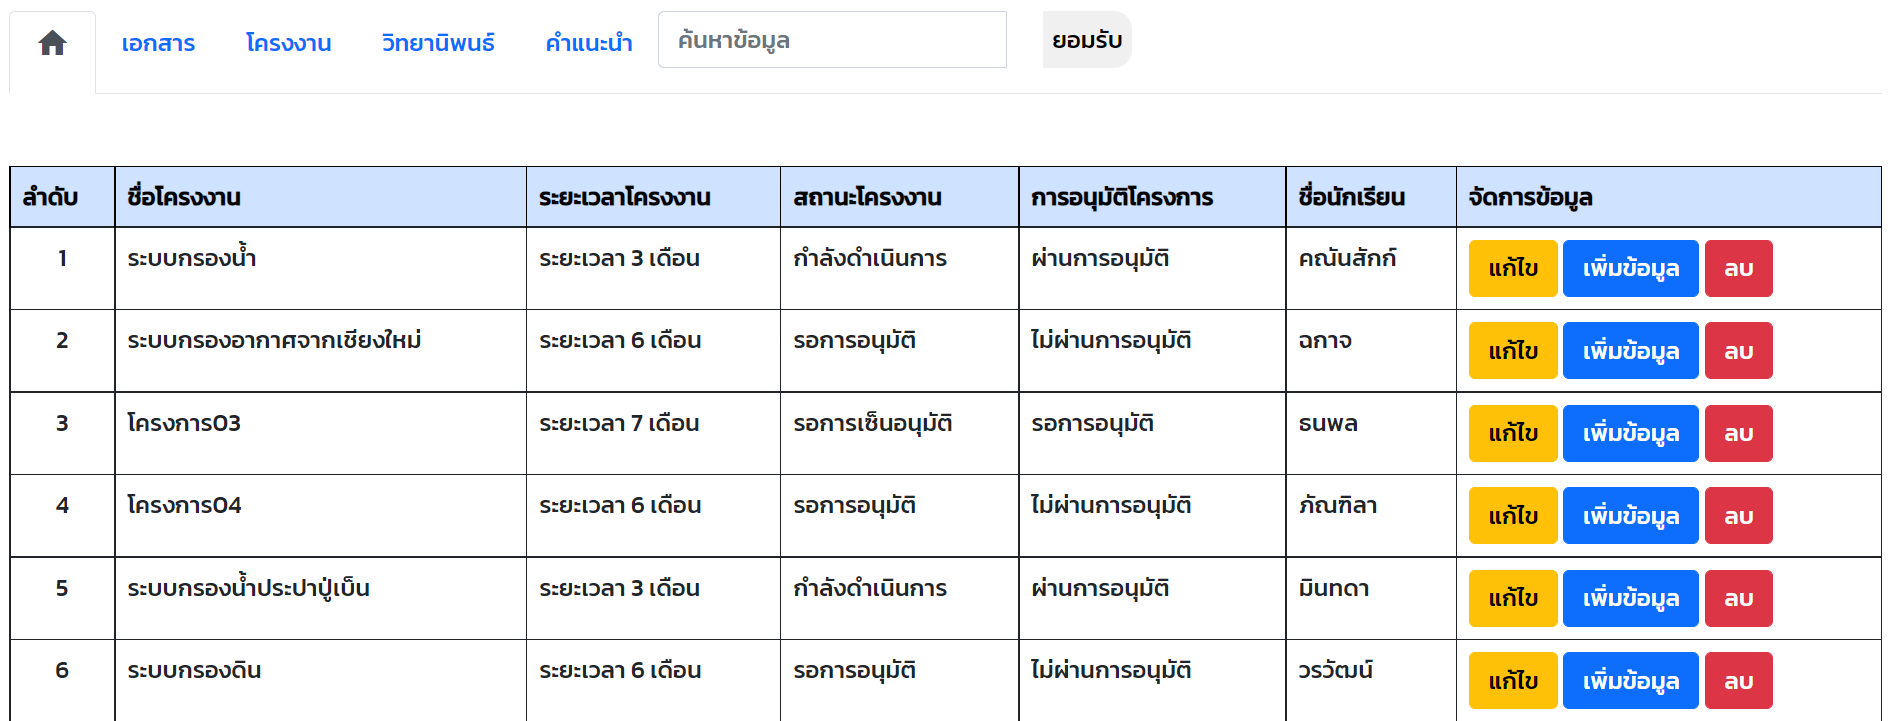 เอกสาร โครงงาน วิทยานิพนธ์ คำแนะนำ ค้นหาข้อมูล ยอมรับ
ลำดับ ชื่อโครงงาน ระยะเวลาโครงงาน สถานะโครงงาน การอนุมัติโครงการ ชื่อนักเรียน จัดการข้อมูล
1 ระบบกรองน้ำ ระยะเวลา 3 เดือน กำลังดำเนินการ ผ่านการอนุมัติ คณันสักก์ แก้ไข เพิ่มข้อมูล ลบ
2 ระบบกรองอากาศจากเชียงใหม่ ระยะเวลา 6 เดือน รอการอนุมัติ ไม่ผ่านการอนุมัติ ฉกาจ แก้ไข เพิ่มข้อมูล ลบ
3 โครงการ03 ระยะเวลา 7 เดือน รอการเซ็นอนุมัติ รอการอนุมัติ ธนพล แก้ไข เพิ่มข้อมูล ลบ
4 โครงการ04 ระยะเวลา 6 เดือน รอการอนุมัติ ไม่ผ่านการอนุมัติ ภัณฑิลา แก้ไข เพิ่มข้อมูล ลบ
5 ระบบกรองน้ำประปาปู่เบ็น ระยะเวลา 3 เดือน กำลังดำเนินการ ผ่านการอนุมัติ มินทดา แก้ไข เพิ่มข้อมูล ลบ
6 ระบบกรองดิน ระยะเวลา 6 เดือน รอการอนุมัติ ไม่ผ่านการอนุมัติ วรวัฒน์ แก้ไข เพิ่มข้อมูล ลบ